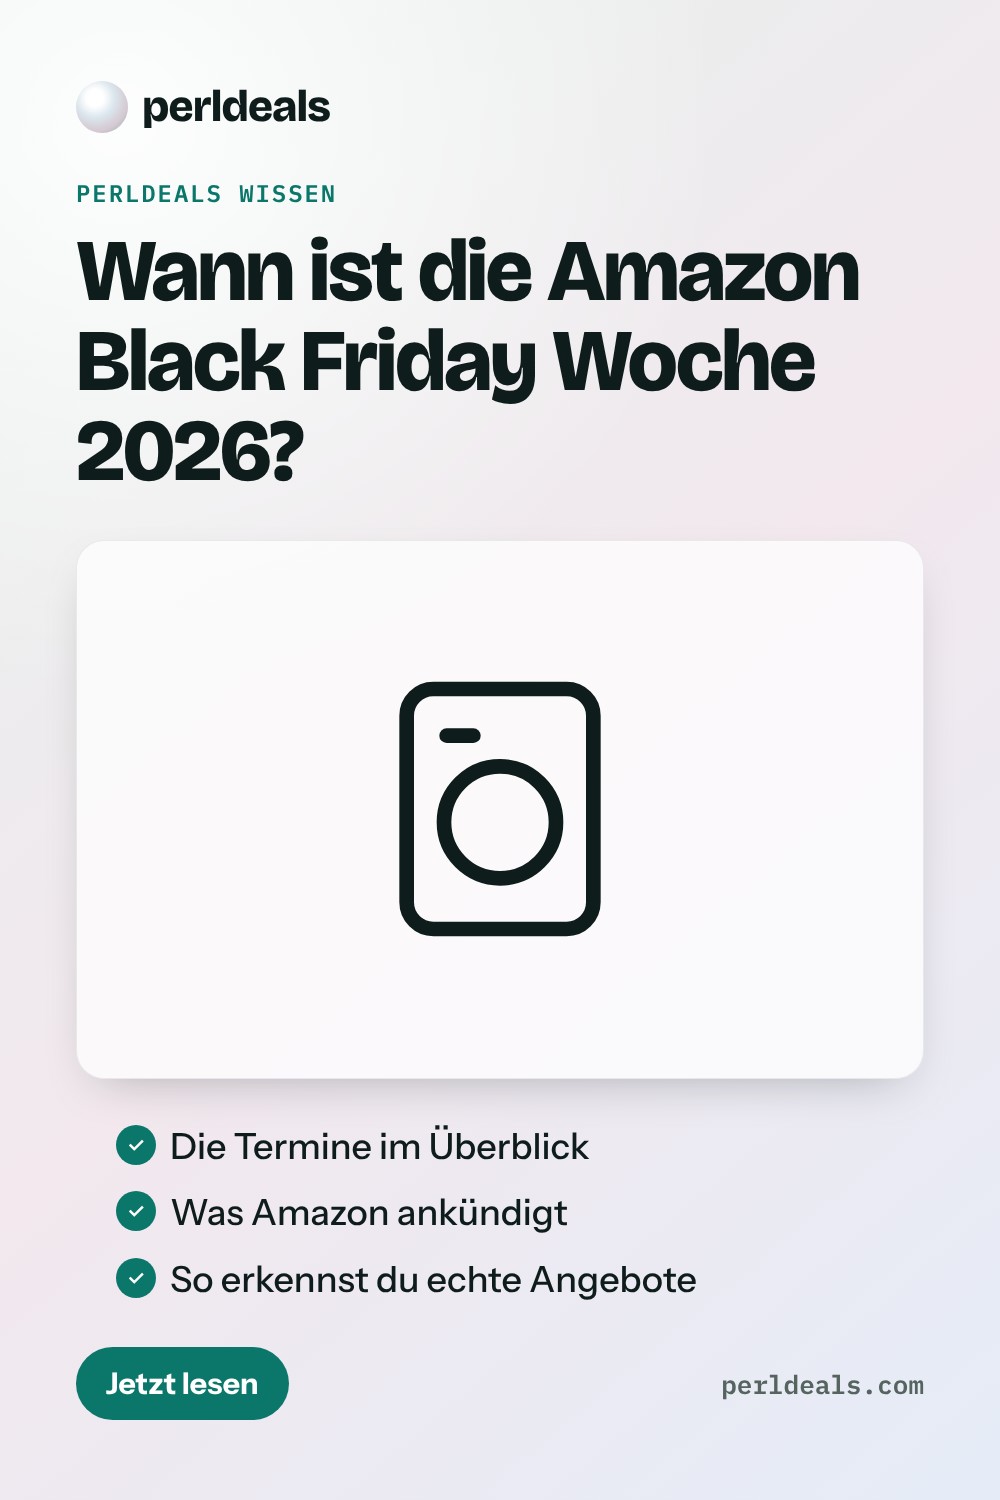 perldeals
PERLDEALS WISSEN
Wann ist die Amazon
Black Friday Woche
2026?
Die Termine im Überblick
Was Amazon ankündigt
So erkennst du echte Angebote
Jetzt lesen
perldeals.com